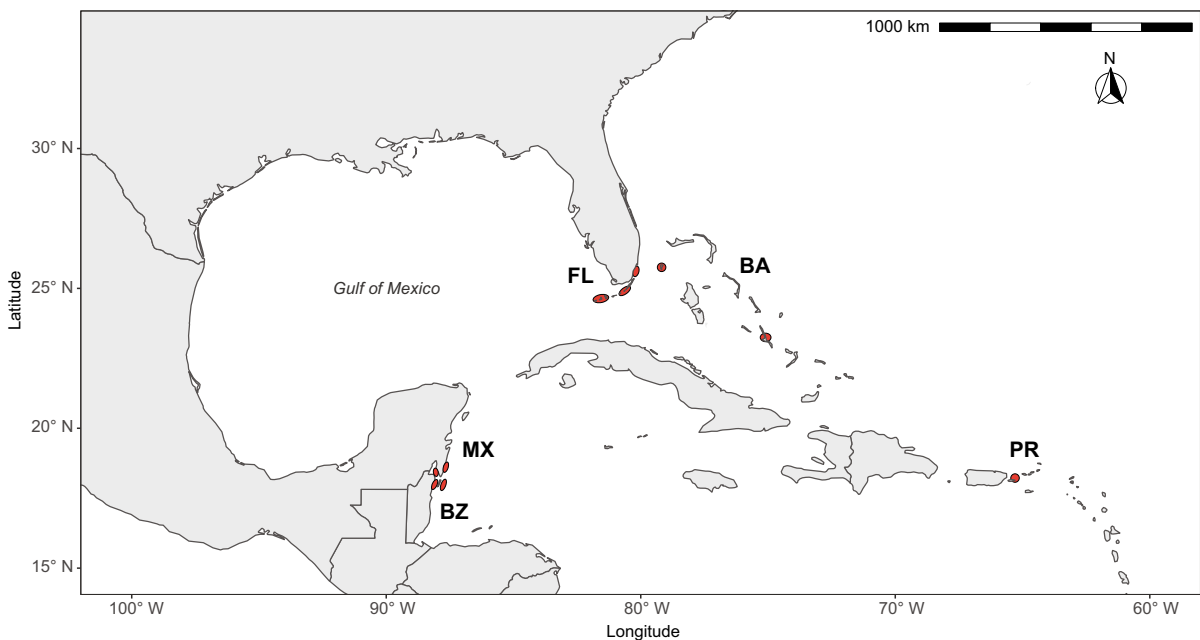 1000 km
N
30° N
FL
BA
25° N
Gulf of Mexico
Latitude
20° N
MX
PR
BZ
15° N
100° W
90° W
80° W
70° W
60° W
Longitude